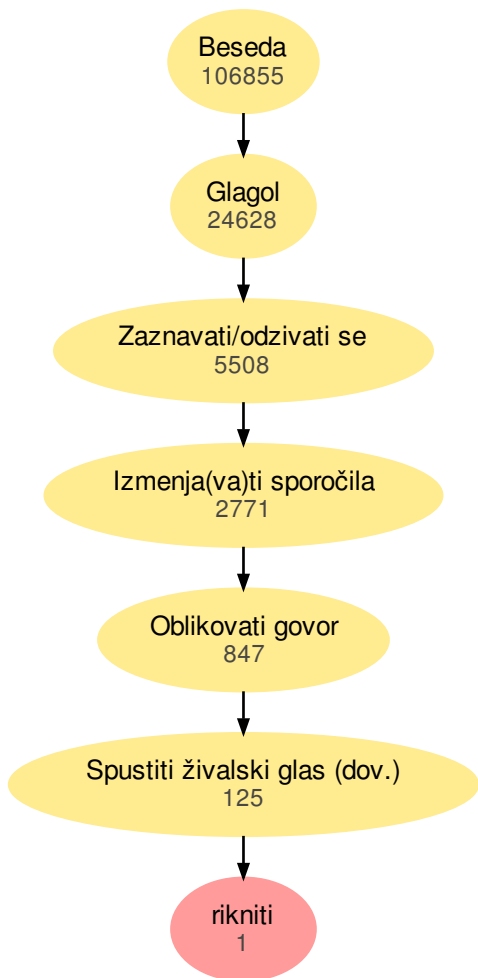 Beseda
106855
Glagol
24628
Zaznavati/odzivati se
5508
Izmenja(va)ti sporočila
2771
Oblikovati govor
847
Spustiti živalski glas (dov.)
125
rikniti
1